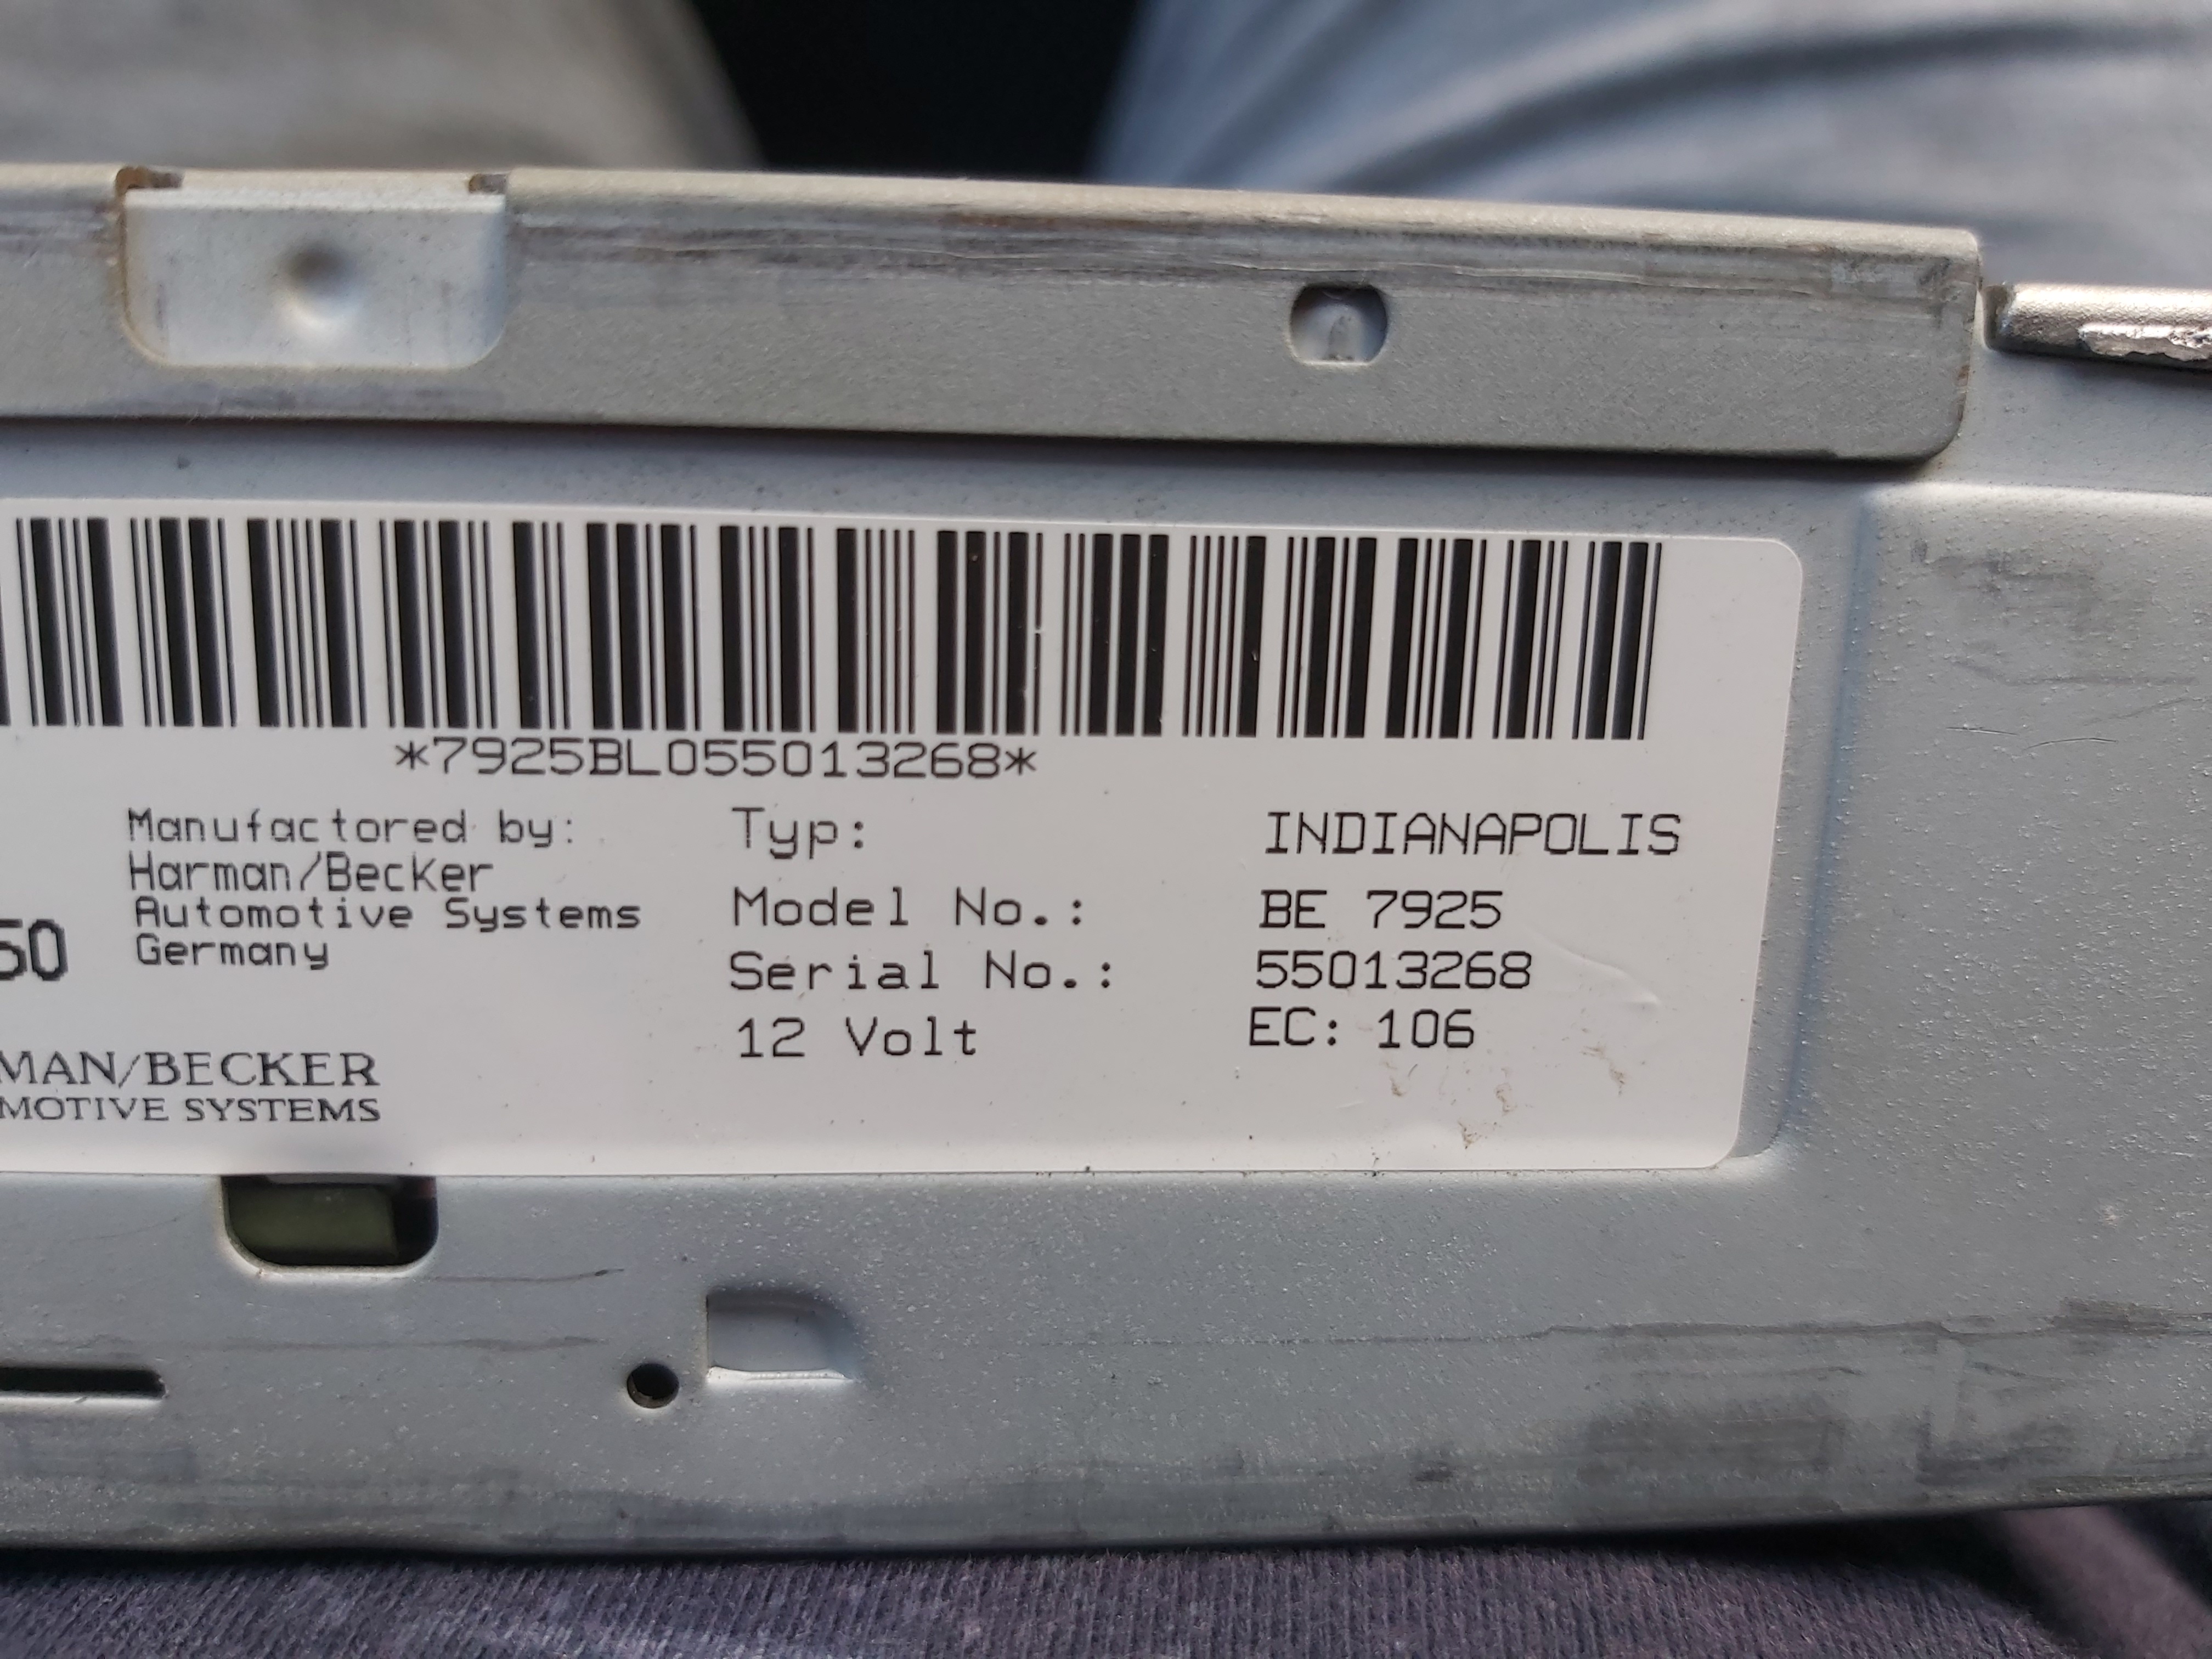 *7925BL055013268*
Manufactored by:
Harman/Becker
Automotive Systems
Germany
50
MAN/BECKER
MOTIVE SYSTEMS
Typ: INDIANAPOLIS
Model No.: BE 7925
Serial No.: 55013268
12 Volt EC: 106